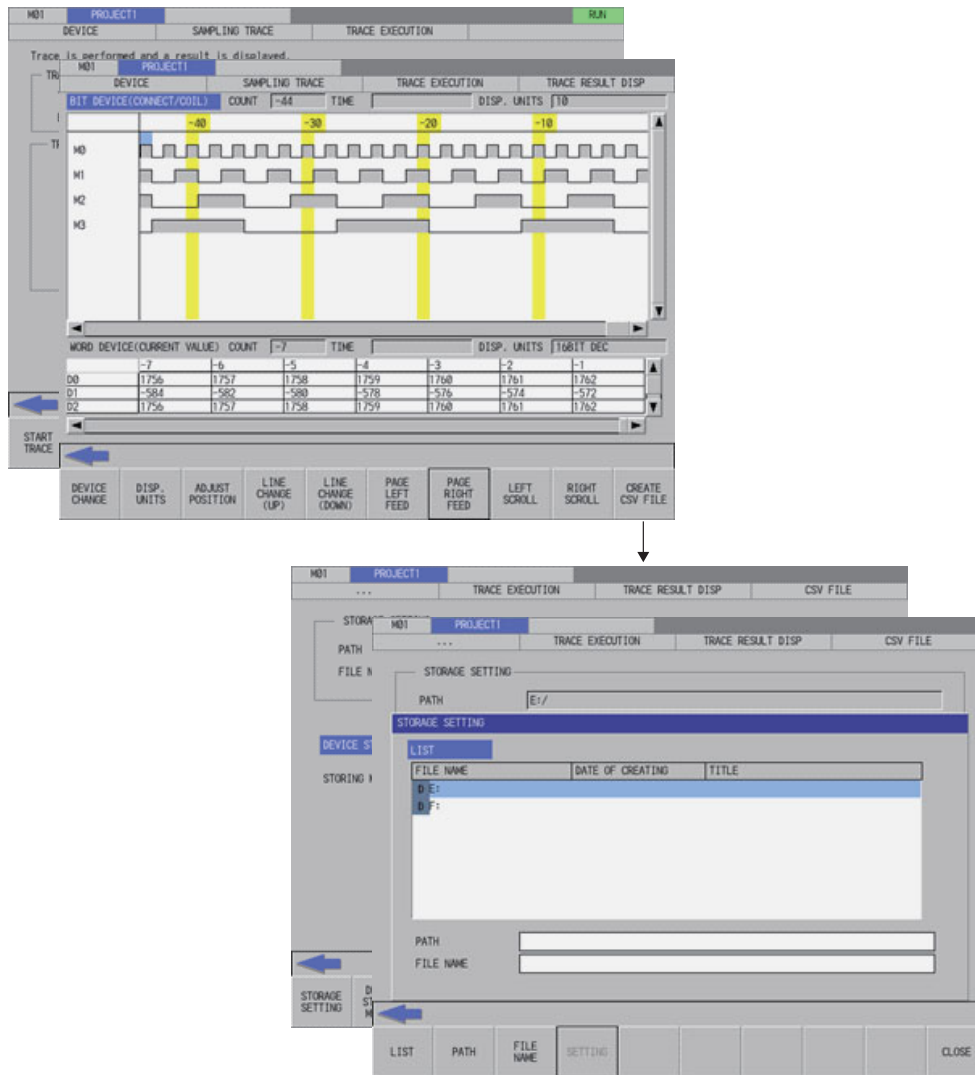 M01 PROJECT1 RUN
DEVICE SAMPLING TRACE TRACE EXECUTION
Trace is performed and a result is displayed.
M01 PROJECT1
DEVICE SAMPLING TRACE TRACE EXECUTION TRACE RESULT DISP
BIT DEVICE(CONNECT/COIL) COUNT -44 TIME DISP. UNITS 10
-40 -30 -20 -10
M0
M1
M2
M3
WORD DEVICE(CURRENT VALUE) COUNT -7 TIME DISP. UNITS 16BIT DEC
-7 -6 -5 -4 -3 -2 -1
D0 1756 1757 1758 1759 1760 1761 1762
D1 -584 -582 -580 -578 -576 -574 -572
D2 1756 1757 1758 1759 1760 1761 1762
START
TRACE
DEVICE CHANGE
DISP. UNITS
ADJUST POSITION
LINE CHANGE (UP)
LINE CHANGE (DOWN)
PAGE LEFT FEED
PAGE RIGHT FEED
LEFT SCROLL
RIGHT SCROLL
CREATE CSV FILE
M01 PROJECT1
... TRACE EXECUTION TRACE RESULT DISP CSV FILE
STORA
PATH
FILE N
DEVICE S
STORING
STORAGE
SETTING
M01 PROJECT1
... TRACE EXECUTION TRACE RESULT DISP CSV FILE
STORAGE SETTING
PATH E:/
STORAGE SETTING
LIST
FILE NAME DATE OF CREATING TITLE
D E:
D F:
PATH
FILE NAME
LIST PATH FILE NAME SETTING CLOSE